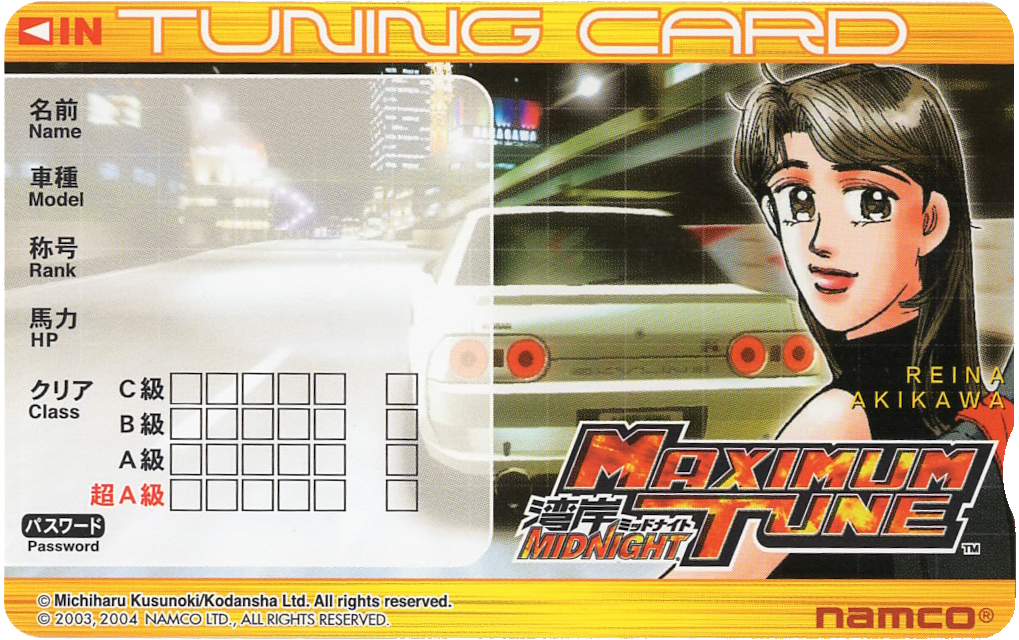 IN TUNING CARD
名前
Name
車種
Model
称号
Rank
馬力
HP
クリア
Class
C級
B級
A級
超A級
パスワード
Password
REINA
AKIKAWA
MAXIMUM
TUNE
湾岸
ミッドナイト
MIDNIGHT
TM
© Michiharu Kusunoki/Kodansha Ltd. All rights reserved.
© 2003, 2004 NAMCO LTD., ALL RIGHTS RESERVED.
namco®